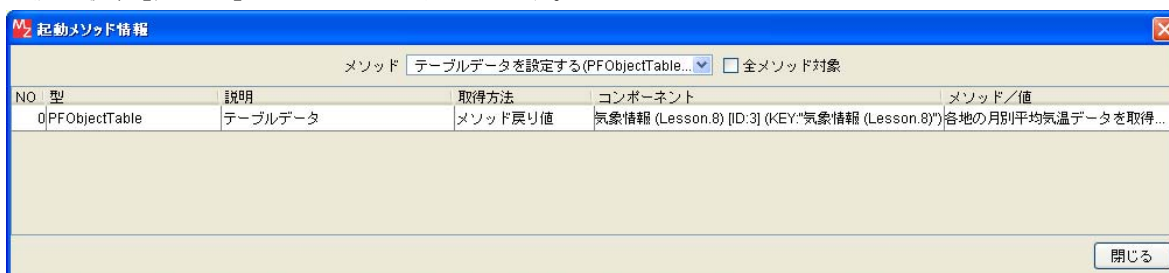 起動メソッド情報
メソッド テーブルデータを設定する(PFObjectTable... 全メソッド対象
NO 型 説明 取得方法 コンポーネント メソッド／値
0 PFObjectTable テーブルデータ メソッド戻り値 気象情報 (Lesson.8) [ID:3] (KEY:"気象情報 (Lesson.8)") 各地の月別平均気温データを取得...
閉じる